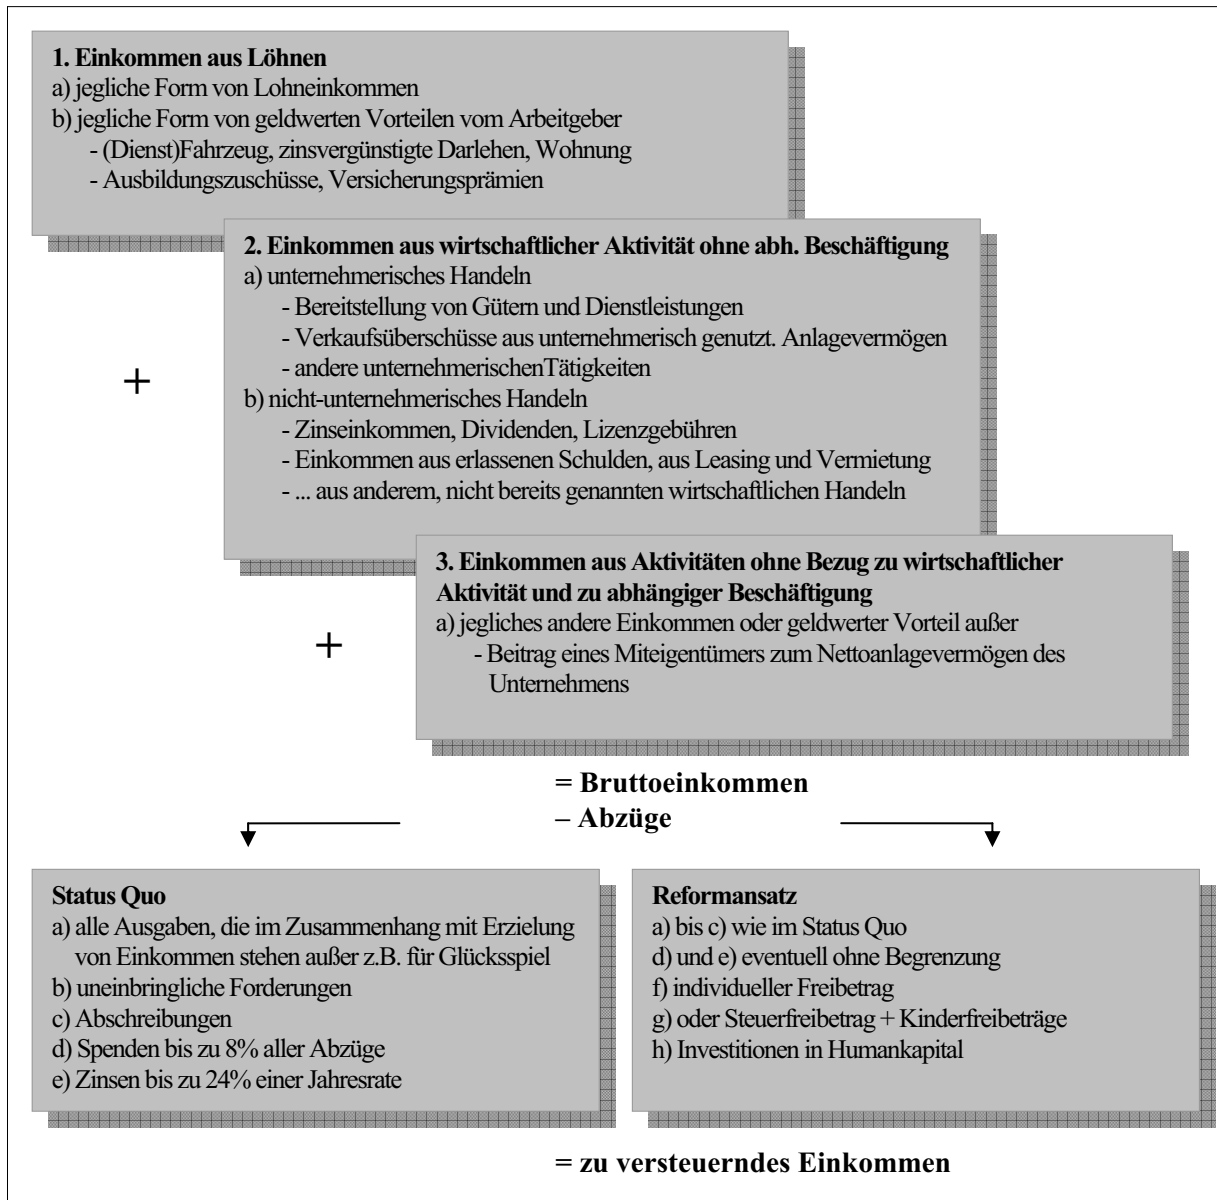 1. Einkommen aus Löhnen
a) jegliche Form von Lohneinkommen
b) jegliche Form von geldwerten Vorteilen vom Arbeitgeber
- (Dienst)Fahrzeug, zinsvergünstigte Darlehen, Wohnung
- Ausbildungszuschüsse, Versicherungsprämien
+
2. Einkommen aus wirtschaftlicher Aktivität ohne abh. Beschäftigung
a) unternehmerisches Handeln
- Bereitstellung von Gütern und Dienstleistungen
- Verkaufsüberschüsse aus unternehmerisch genutzt. Anlagevermögen
- andere unternehmerischenTätigkeiten
b) nicht-unternehmerisches Handeln
- Zinseinkommen, Dividenden, Lizenzgebühren
- Einkommen aus erlassenen Schulden, aus Leasing und Vermietung
- ... aus anderem, nicht bereits genannten wirtschaftlichen Handeln
+
3. Einkommen aus Aktivitäten ohne Bezug zu wirtschaftlicher
Aktivität und zu abhängiger Beschäftigung
a) jegliches andere Einkommen oder geldwerter Vorteil außer
- Beitrag eines Miteigentümers zum Nettoanlagevermögen des
Unternehmens
= Bruttoeinkommen
– Abzüge
Status Quo
a) alle Ausgaben, die im Zusammenhang mit Erzielung
von Einkommen stehen außer z.B. für Glücksspiel
b) uneinbringliche Forderungen
c) Abschreibungen
d) Spenden bis zu 8% aller Abzüge
e) Zinsen bis zu 24% einer Jahresrate
Reformansatz
a) bis c) wie im Status Quo
d) und e) eventuell ohne Begrenzung
f) individueller Freibetrag
g) oder Steuerfreibetrag + Kinderfreibeträge
h) Investitionen in Humankapital
= zu versteuerndes Einkommen